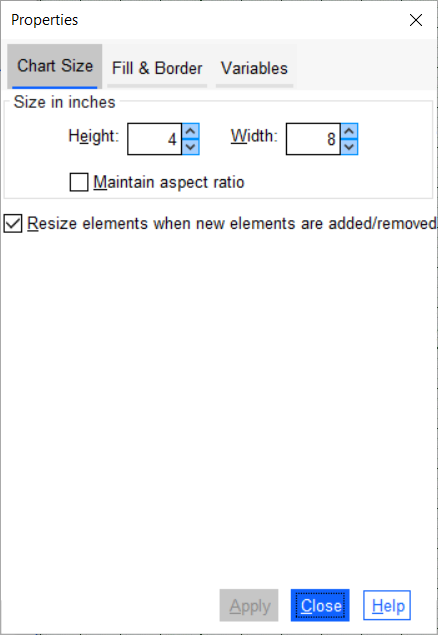 Properties
Chart Size Fill & Border Variables
Size in inches
Height: 4 Width: 8
Maintain aspect ratio
Resize elements when new elements are added/removed
Apply Close Help